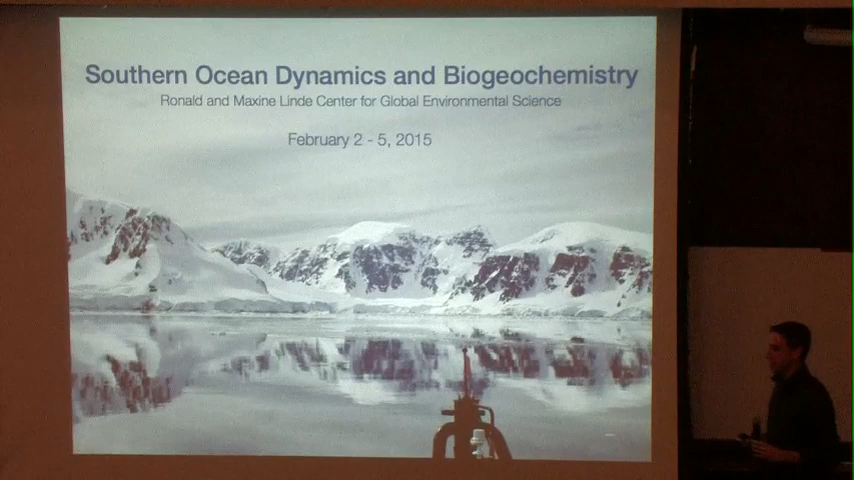 Southern Ocean Dynamics and Biogeochemistry
Ronald and Maxine Linde Center for Global Environmental Science
February 2 - 5, 2015